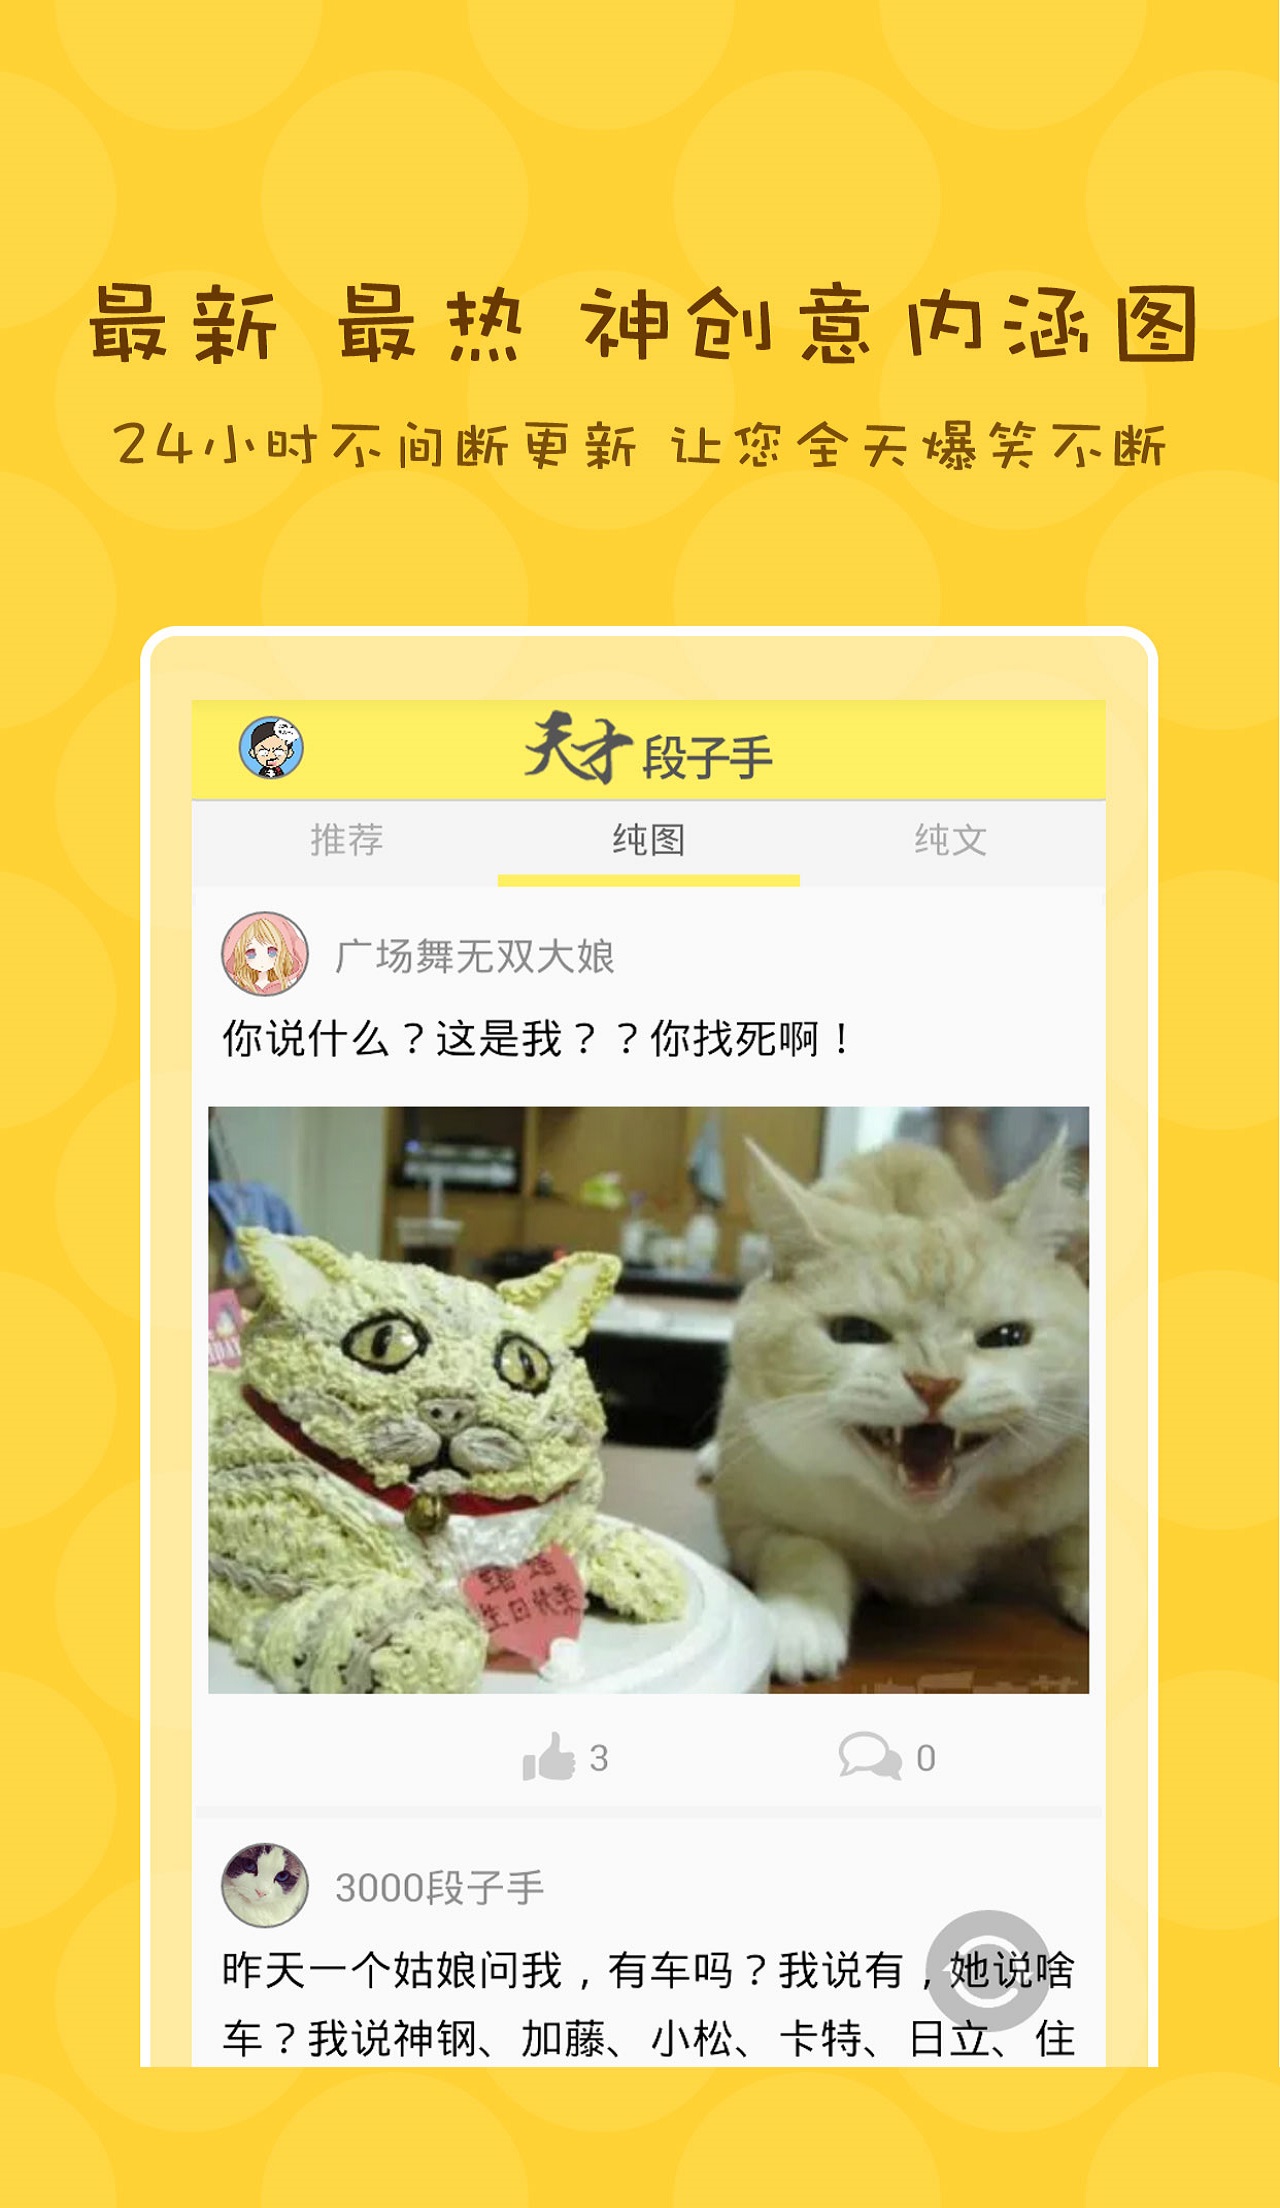 最新 最热 神创意内涵图
24小时不间断更新 让您全天爆笑不断
天才段子手
推荐 纯图 纯文
广场舞无双大娘
你说什么？这是我？？你找死啊！
生日快樂
3 0
3000段子手
昨天一个姑娘问我，有车吗？我说有，她说啥
车？我说神钢、加藤、小松、卡特、日立、住